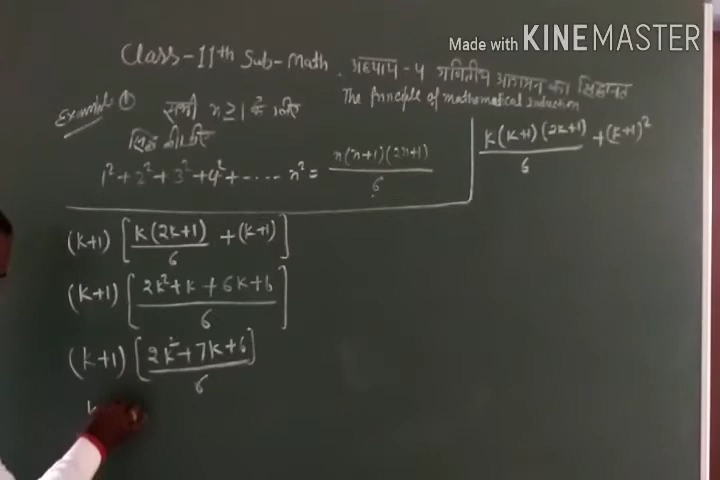 Made with KINEMASTER
Class-11th Sub-Math. अध्याय-4 गणितीय आगमन का सिद्धान्त
The Principle of mathematical induction
Example ① सभी n ≥ 1 के लिए
सिद्ध कीजिए
1² + 2² + 3² + 4² + ..... n² = n(n+1)(2n+1)/6
K(K+1)(2K+1)/6 + (K+1)²
(K+1) [K(2K+1)/6 + (K+1)]
(K+1) [2K²+K+6K+6/6]
(K+1) [2K²+7K+6/6]